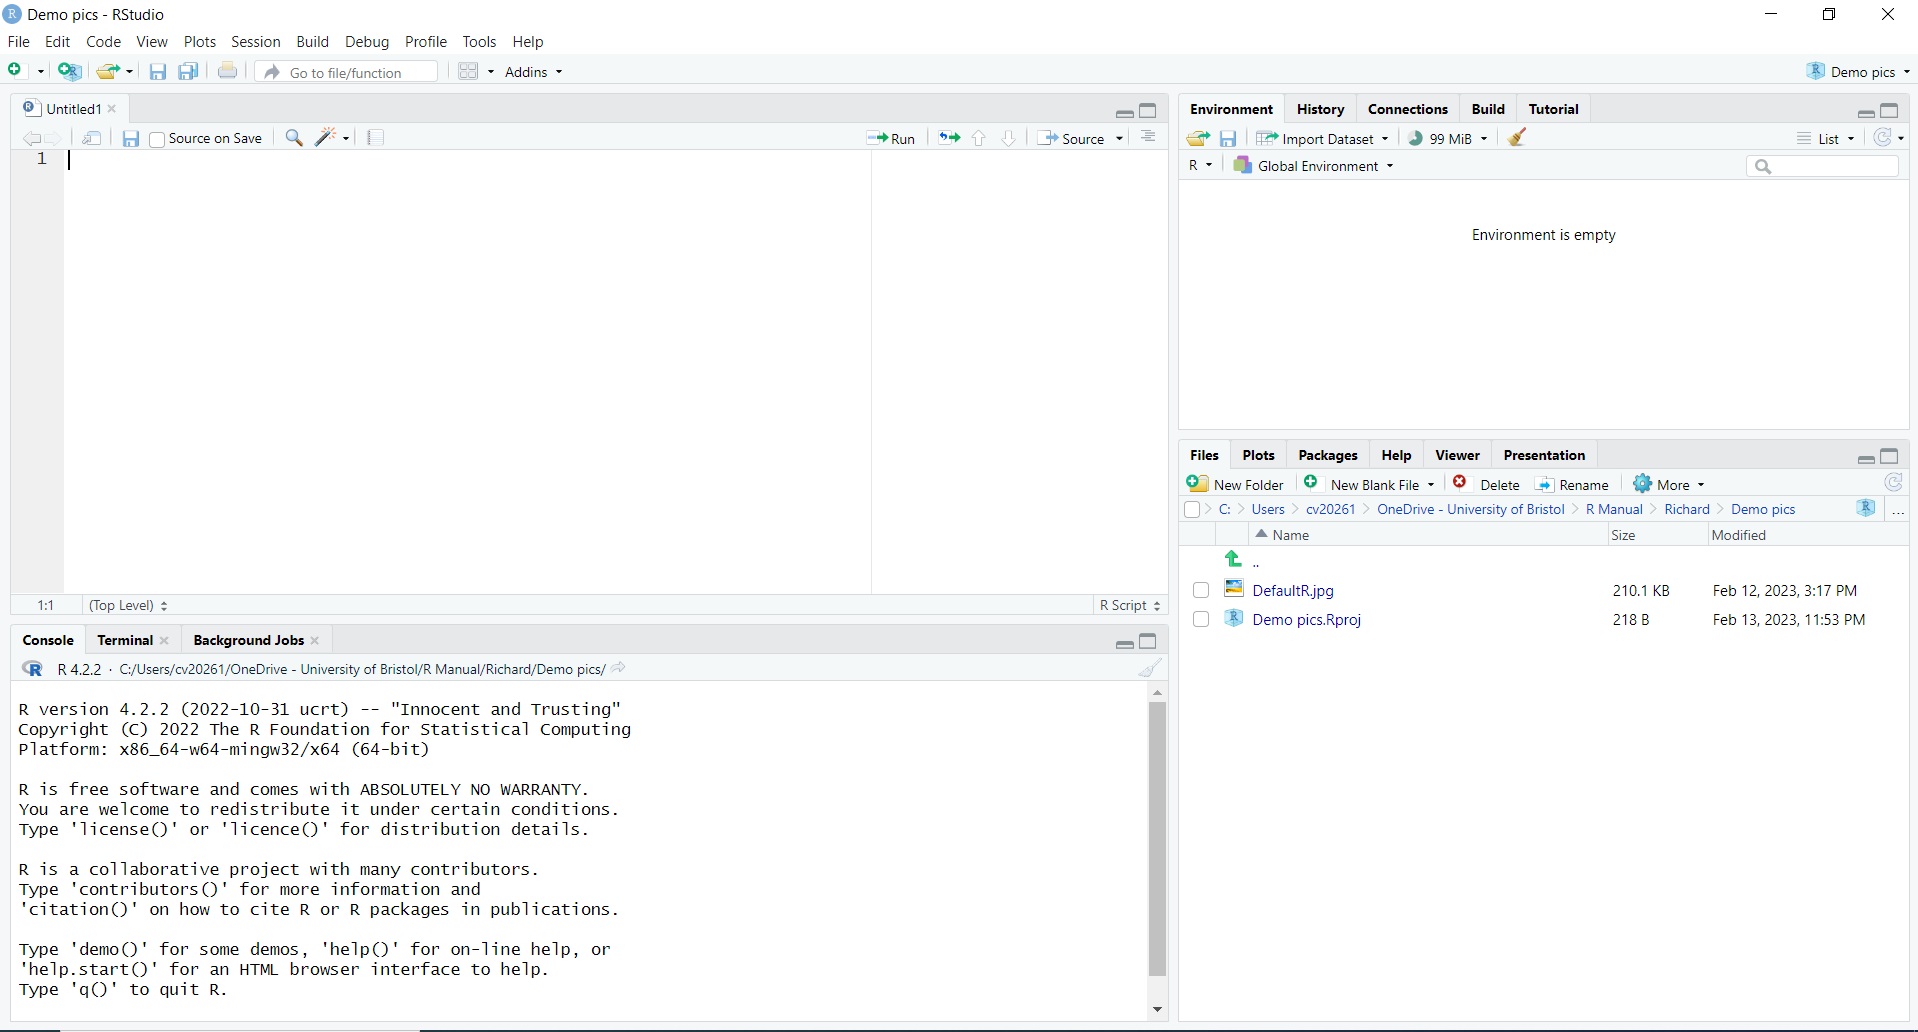 Demo pics - RStudio
File Edit Code View Plots Session Build Debug Profile Tools Help
Go to file/function Addins Demo pics
Untitled1
Source on Save Run Source
1
1:1 (Top Level) R Script
Console Terminal Background Jobs
R 4.2.2 · C:/Users/cv20261/OneDrive - University of Bristol/R Manual/Richard/Demo pics/
R version 4.2.2 (2022-10-31 ucrt) -- "Innocent and Trusting"
Copyright (C) 2022 The R Foundation for Statistical Computing
Platform: x86_64-w64-mingw32/x64 (64-bit)
R is free software and comes with ABSOLUTELY NO WARRANTY.
You are welcome to redistribute it under certain conditions.
Type 'license()' or 'licence()' for distribution details.
R is a collaborative project with many contributors.
Type 'contributors()' for more information and
'citation()' on how to cite R or R packages in publications.
Type 'demo()' for some demos, 'help()' for on-line help, or
'help.start()' for an HTML browser interface to help.
Type 'q()' to quit R.
Environment History Connections Build Tutorial
Import Dataset 99 MiB List
R Global Environment
Environment is empty
Files Plots Packages Help Viewer Presentation
New Folder New Blank File Delete Rename More
C: Users cv20261 OneDrive - University of Bristol R Manual Richard Demo pics ...
Name Size Modified
..
DefaultR.jpg 210.1 KB Feb 12, 2023, 3:17 PM
Demo pics.Rproj 218 B Feb 13, 2023, 11:53 PM